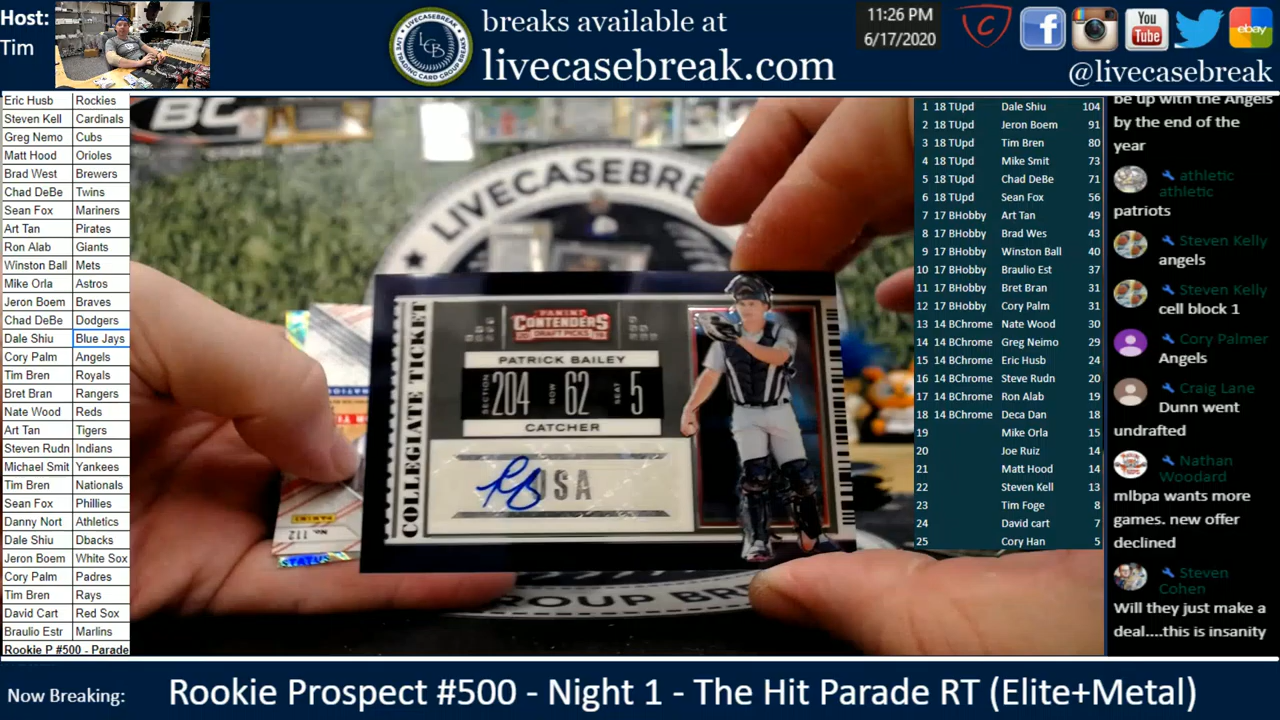 Host:
Tim
breaks available at
livecasebreak.com
11:26 PM
6/17/2020
You
Tube
ebay
@livecasebreak
LIVE TRADING CARD GROUP BREAKS
LCB
Eric Husb Rockies
Steven Kell Cardinals
Greg Nemo Cubs
Matt Hood Orioles
Brad West Brewers
Chad DeBe Twins
Sean Fox Mariners
Art Tan Pirates
Ron Alab Giants
Winston Ball Mets
Mike Orla Astros
Jeron Boem Braves
Chad DeBe Dodgers
Dale Shiu Blue Jays
Cory Palm Angels
Tim Bren Royals
Bret Bran Rangers
Nate Wood Reds
Art Tan Tigers
Steven Rudn Indians
Michael Smit Yankees
Tim Bren Nationals
Sean Fox Phillies
Danny Nort Athletics
Dale Shiu Dbacks
Jeron Boem White Sox
Cory Palm Padres
Tim Bren Rays
David Cart Red Sox
Braulio Estr Marlins
Rookie P #500 - Parade
LIVECASEBREAK.
GROUP BRE
COLLEGIATE TICKET
PANINI
CONTENDERS
DRAFT PICKS
PATRICK BAILEY
SECTION 204 ROW 62 SEAT 5
CATCHER
USA
No. 112
STATUS
1 18 TUpd Dale Shiu 104
2 18 TUpd Jeron Boem 91
3 18 TUpd Tim Bren 80
4 18 TUpd Mike Smit 73
5 18 TUpd Chad DeBe 71
6 18 TUpd Sean Fox 56
7 17 BHobby Art Tan 49
8 17 BHobby Brad Wes 43
9 17 BHobby Winston Ball 40
10 17 BHobby Braulio Est 37
11 17 BHobby Bret Bran 31
12 17 BHobby Cory Palm 31
13 14 BChrome Nate Wood 30
14 14 BChrome Greg Neimo 29
15 14 BChrome Eric Husb 24
16 14 BChrome Steve Rudn 20
17 14 BChrome Ron Alab 19
18 14 BChrome Deca Dan 18
19 Mike Orla 15
20 Joe Ruiz 14
21 Matt Hood 14
22 Steven Kell 13
23 Tim Foge 8
24 David cart 7
25 Cory Han 5
be up with the Angels
by the end of the
year
athletic
athletic
patriots
Steven Kelly
angels
Steven Kelly
cell block 1
Cory Palmer
Angels
Craig Lane
Dunn went
undrafted
Nathan
Woodard
mlbpa wants more
games. new offer
declined
Steven
Cohen
Will they just make a
deal....this is insanity
Now Breaking:
Rookie Prospect #500 - Night 1 - The Hit Parade RT (Elite+Metal)